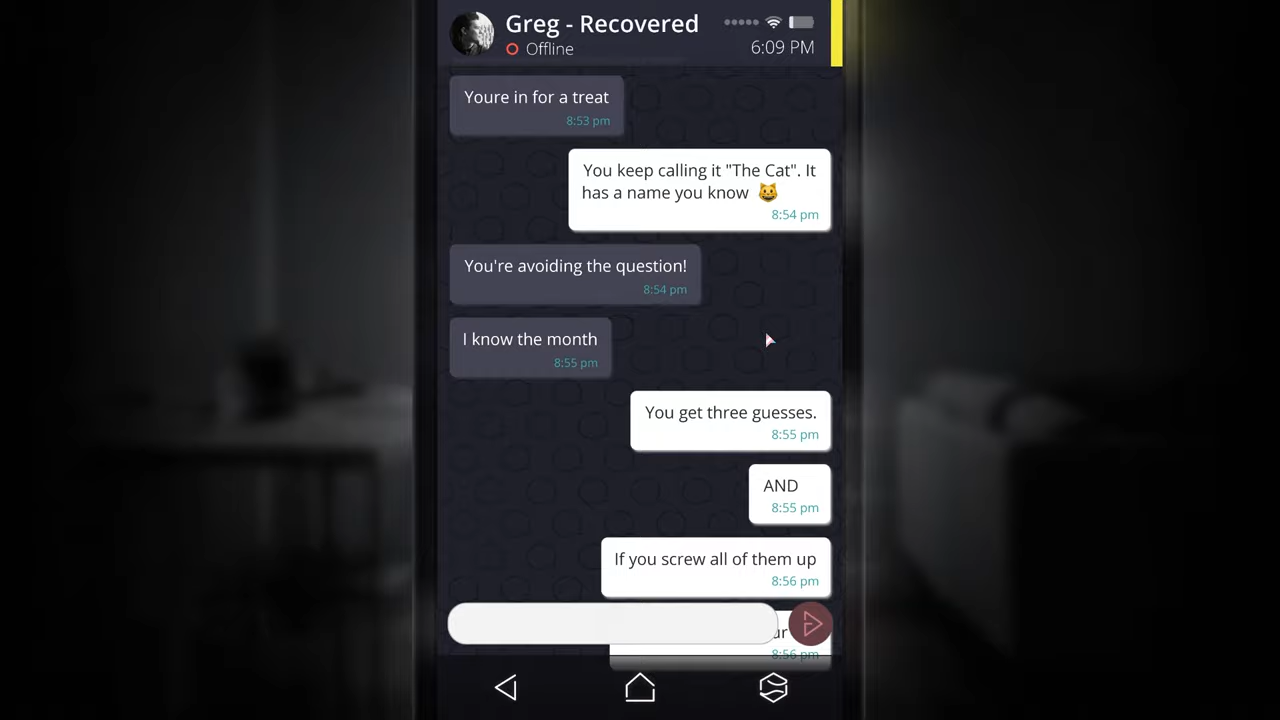 Greg - Recovered
Offline
6:09 PM
Youre in for a treat
8:53 pm
You keep calling it "The Cat". It
has a name you know 😺
8:54 pm
You're avoiding the question!
8:54 pm
I know the month
8:55 pm
You get three guesses.
8:55 pm
AND
8:55 pm
If you screw all of them up
8:56 pm
8:56 pm